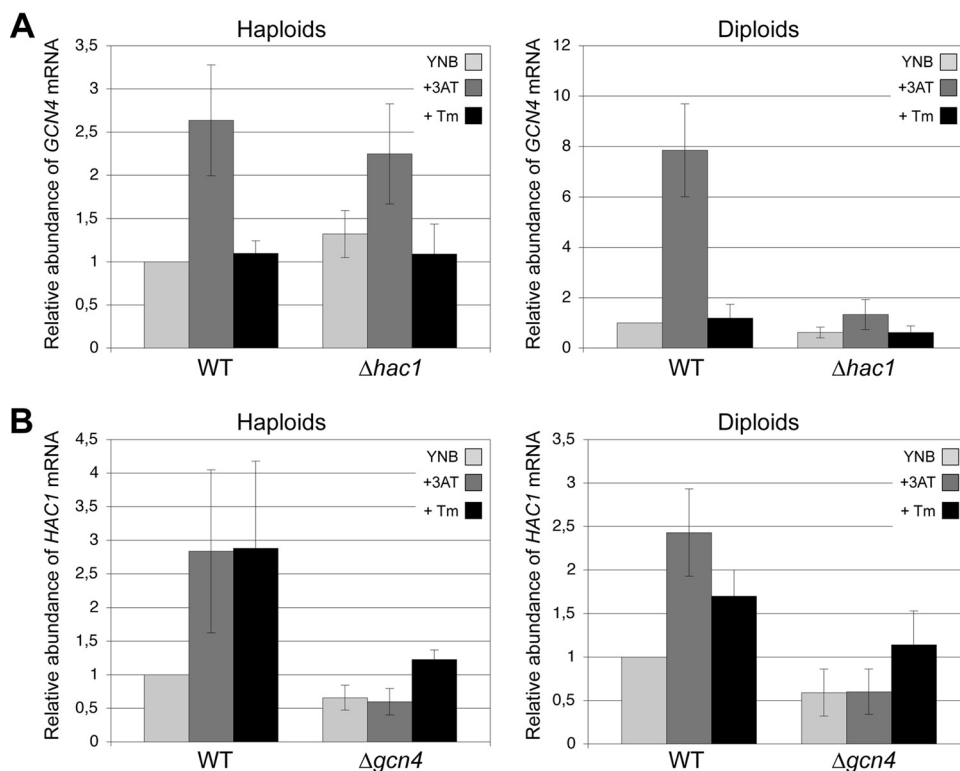 A
Haploids
Relative abundance of GCN4 mRNA
3,5
3
2,5
2
1,5
1
0,5
0
YNB
+3AT
+ Tm
WT
Δhac1
Diploids
Relative abundance of GCN4 mRNA
12
10
8
6
4
2
0
YNB
+3AT
+ Tm
WT
Δhac1
B
Haploids
Relative abundance of HAC1 mRNA
4,5
4
3,5
3
2,5
2
1,5
1
0,5
0
YNB
+3AT
+ Tm
WT
Δgcn4
Diploids
Relative abundance of HAC1 mRNA
3,5
3
2,5
2
1,5
1
0,5
0
YNB
+3AT
+ Tm
WT
Δgcn4